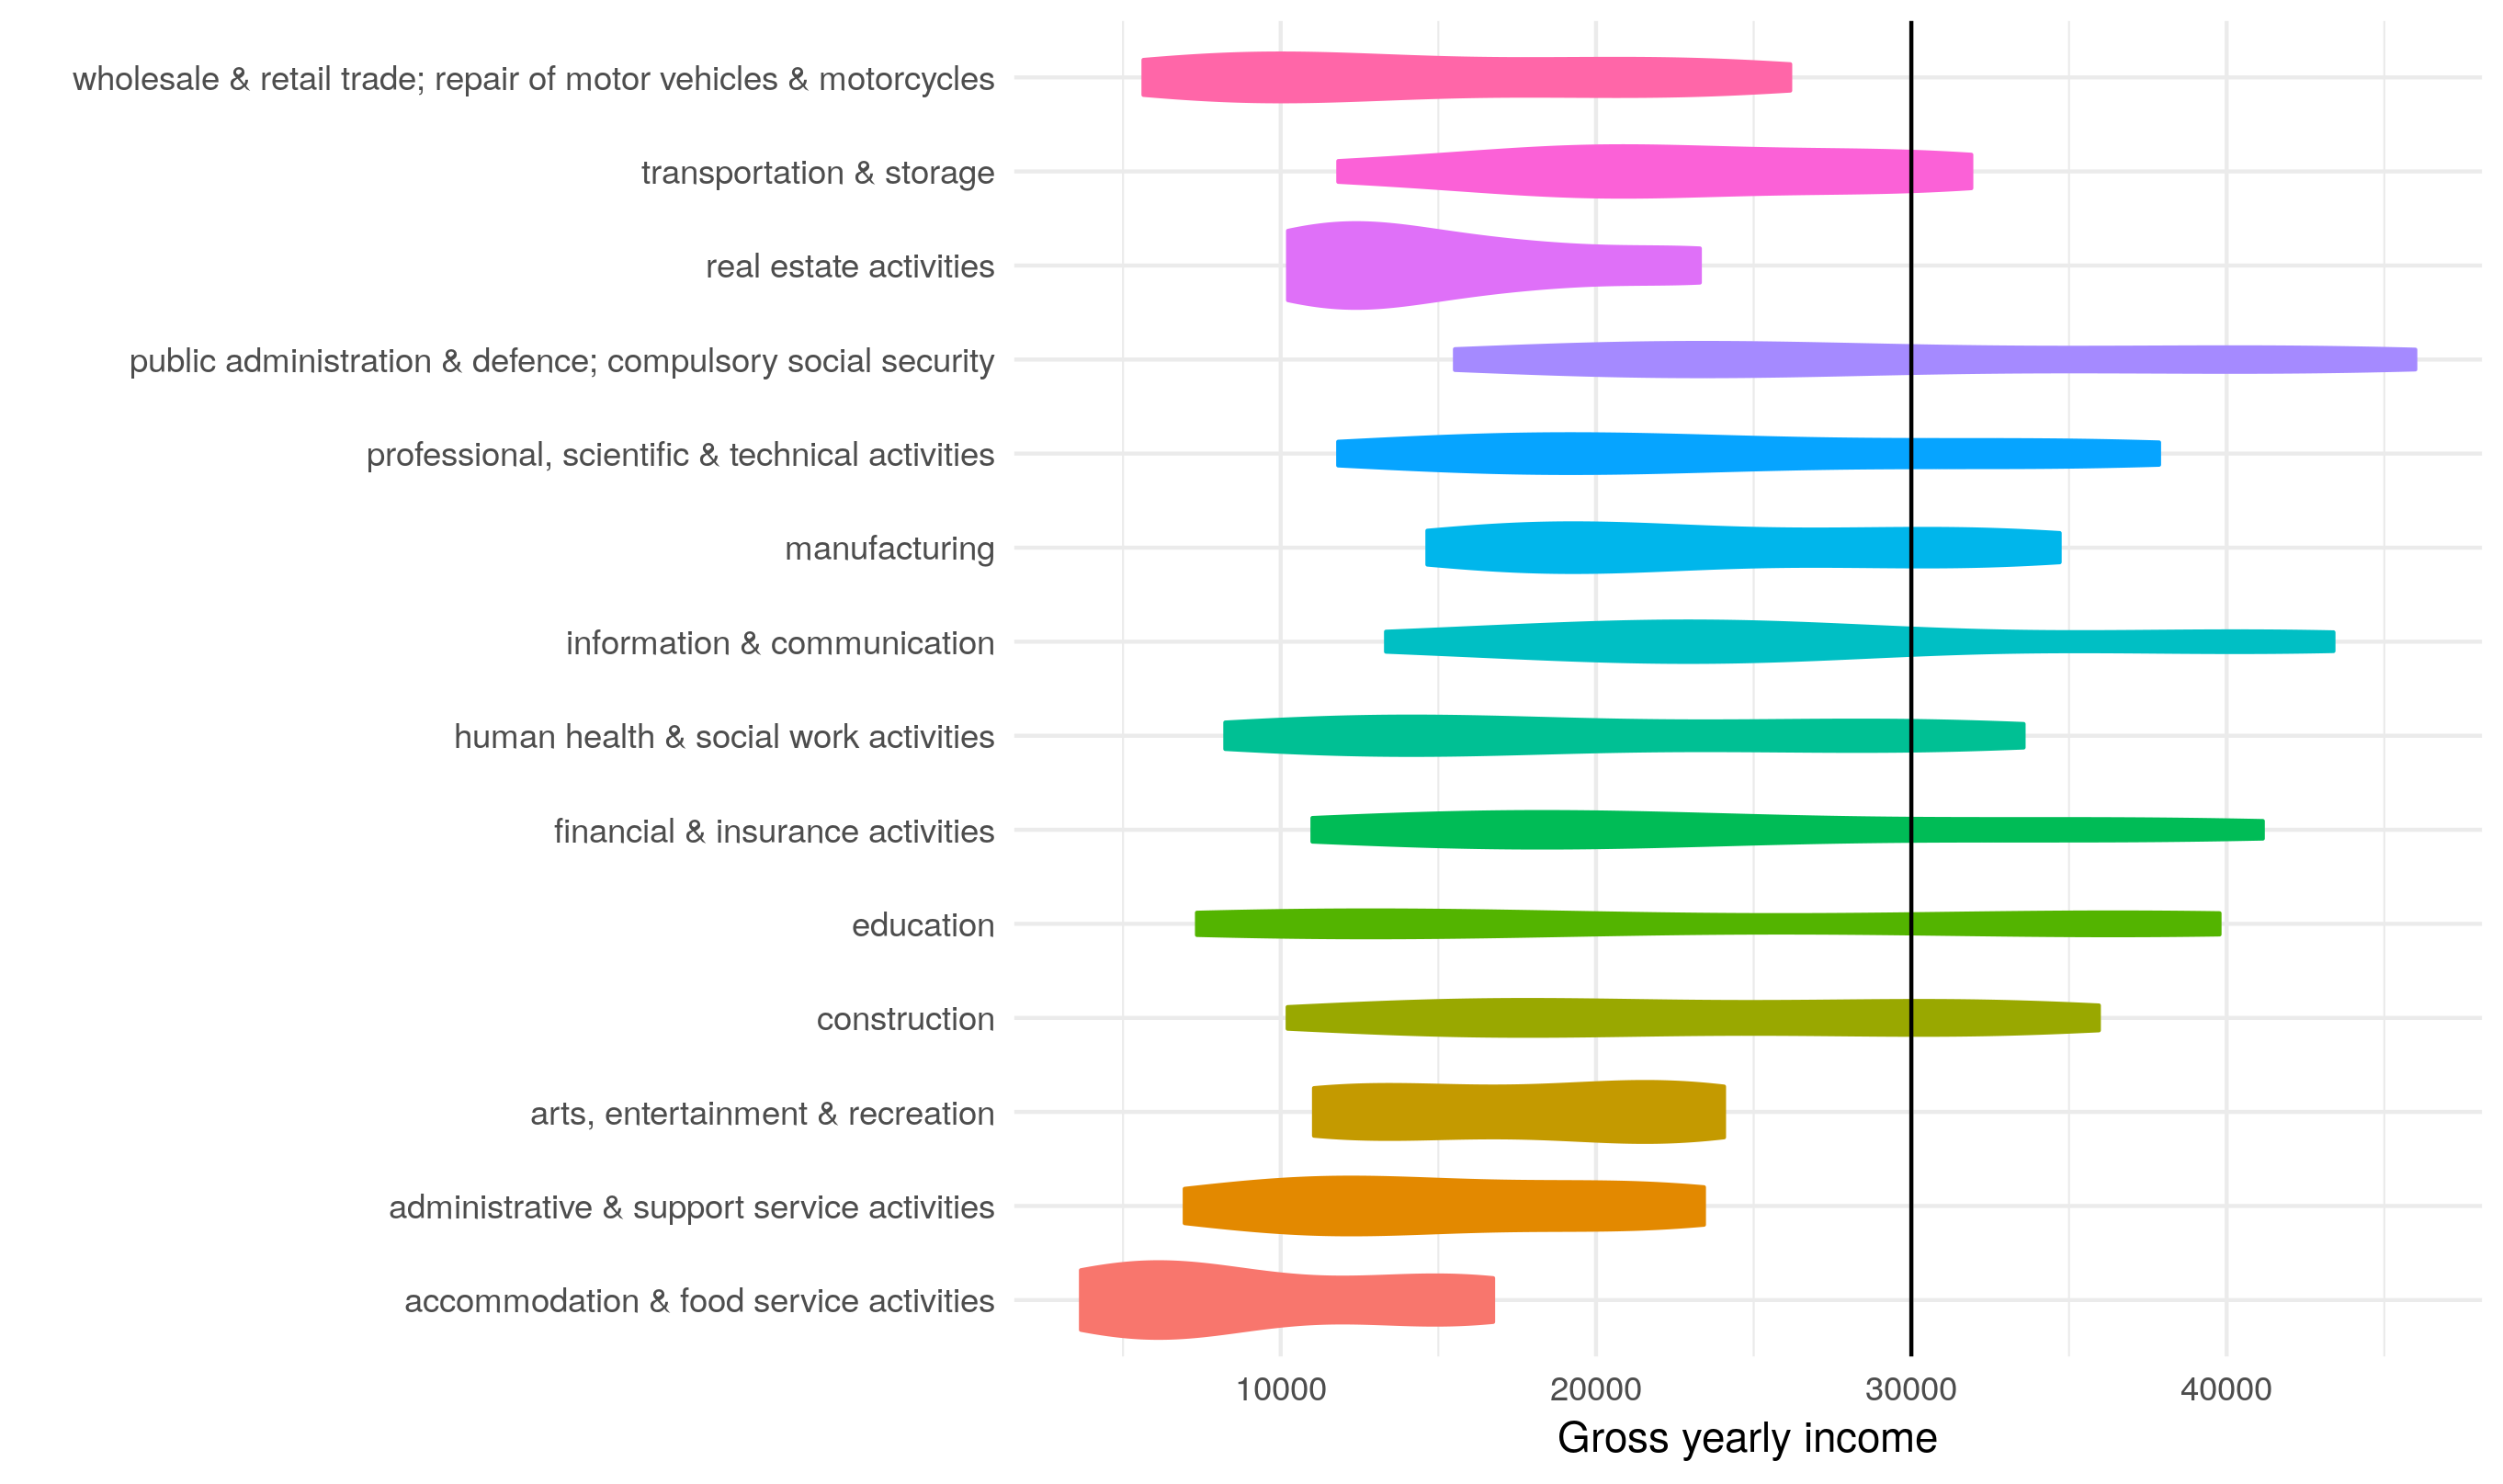 wholesale & retail trade; repair of motor vehicles & motorcycles
transportation & storage
real estate activities
public administration & defence; compulsory social security
professional, scientific & technical activities
manufacturing
information & communication
human health & social work activities
financial & insurance activities
education
construction
arts, entertainment & recreation
administrative & support service activities
accommodation & food service activities
10000 20000 30000 40000
Gross yearly income